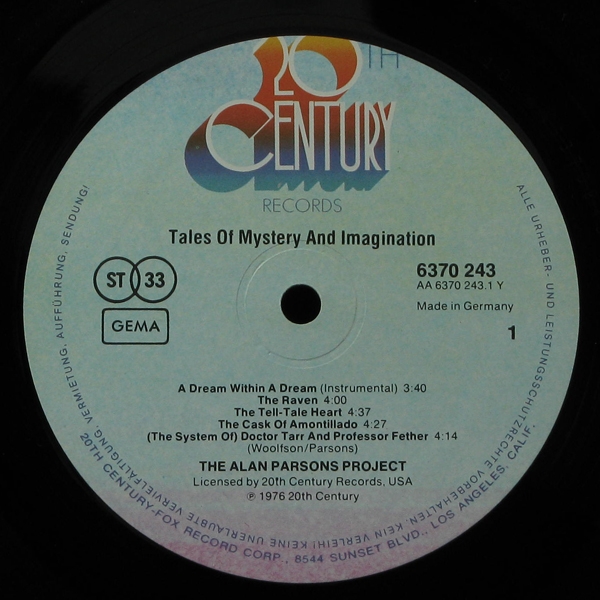 20TH
CENTURY
RECORDS
Tales Of Mystery And Imagination
ST 33
GEMA
6370 243
AA 6370 243.1 Y
Made in Germany
1
A Dream Within A Dream (Instrumental) 3:40
The Raven 4:00
The Tell-Tale Heart 4:37
The Cask Of Amontillado 4:27
(The System Of) Doctor Tarr And Professor Fether 4:14
(Woolfson/Parsons)
THE ALAN PARSONS PROJECT
Licensed by 20th Century Records, USA
℗ 1976 20th Century
ALLE URHEBER- UND LEISTUNGSSCHUTZRECHTE VORBEHALTEN. KEIN VERLEIH! KEINE UNERLAUBTE VERVIELFÄLTIGUNG, VERMIETUNG, AUFFÜHRUNG, SENDUNG!
20TH CENTURY-FOX RECORD CORP., 8544 SUNSET BLVD., LOS ANGELES, CALIF.